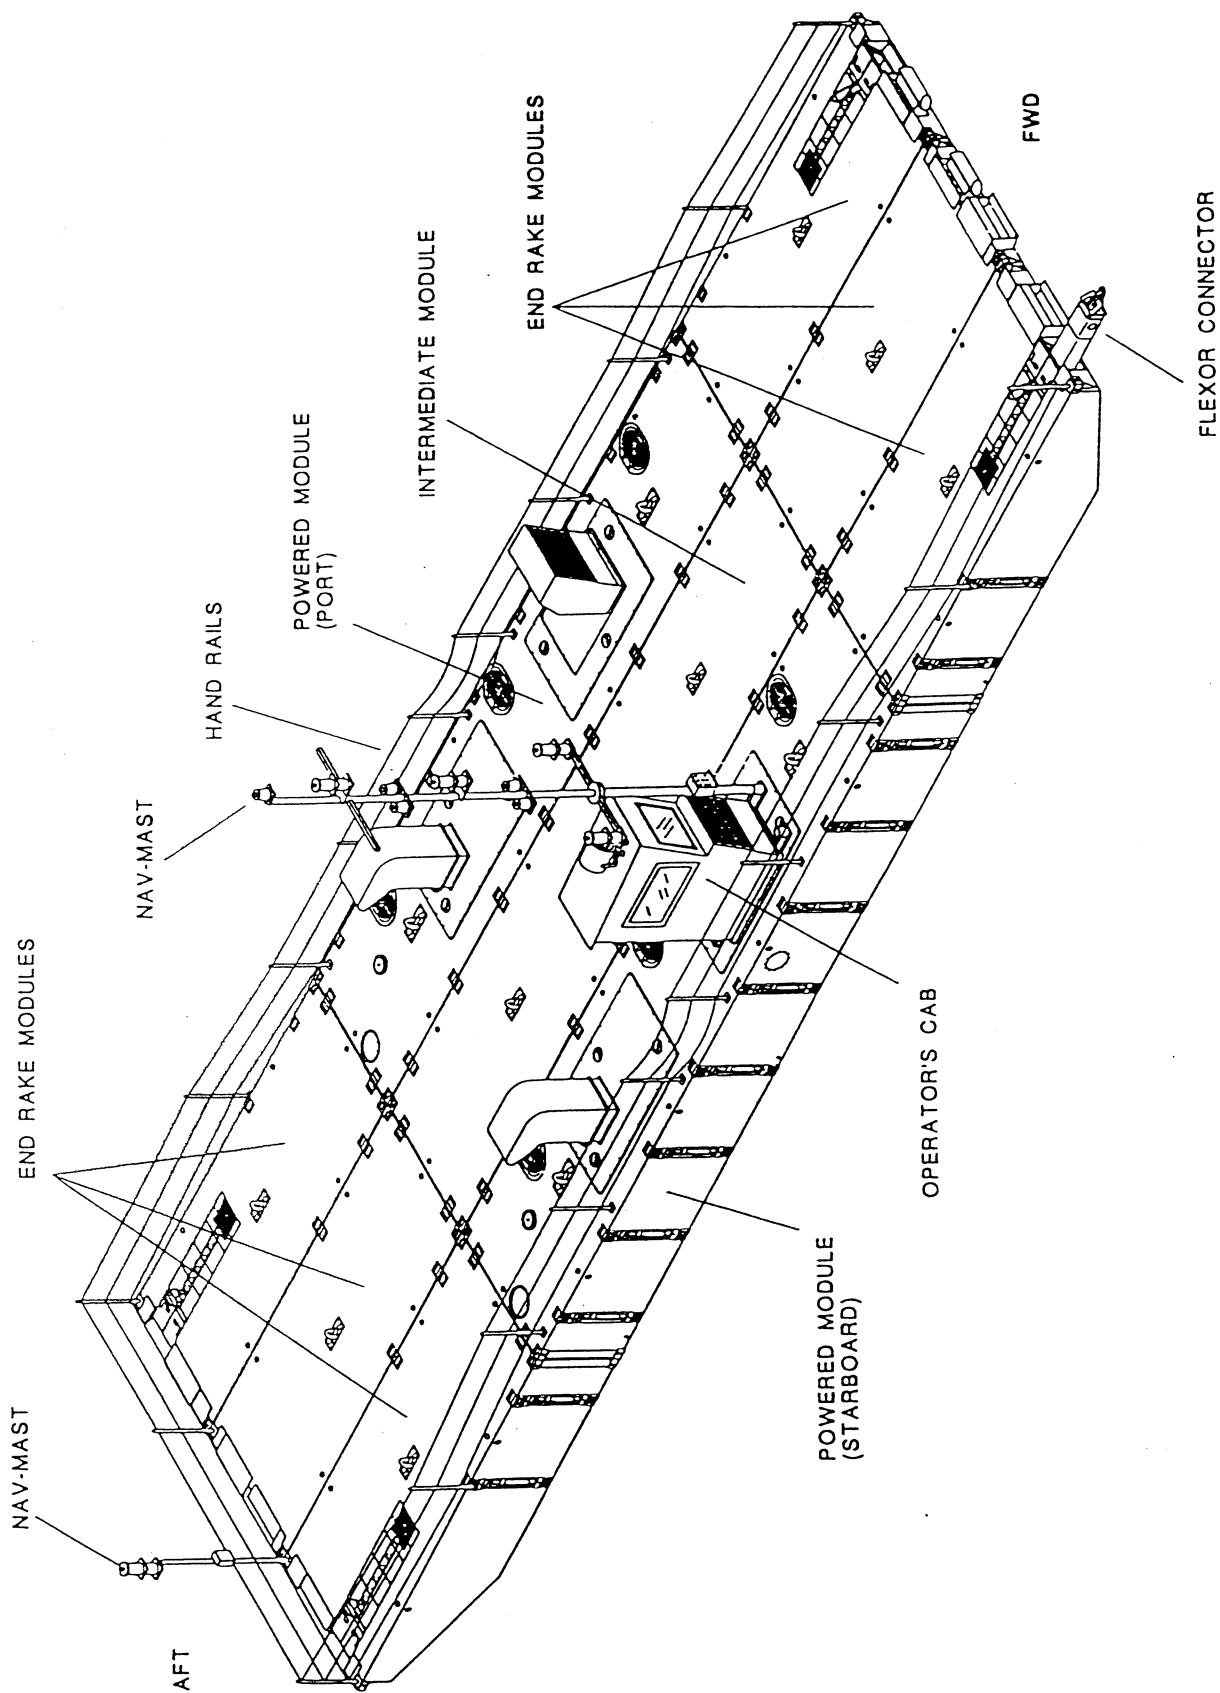 AFT
NAV-MAST
END RAKE MODULES
NAV-MAST
HAND RAILS
POWERED MODULE
(PORT)
INTERMEDIATE MODULE
END RAKE MODULES
FWD
FLEXOR CONNECTOR
OPERATOR'S CAB
POWERED MODULE
(STARBOARD)